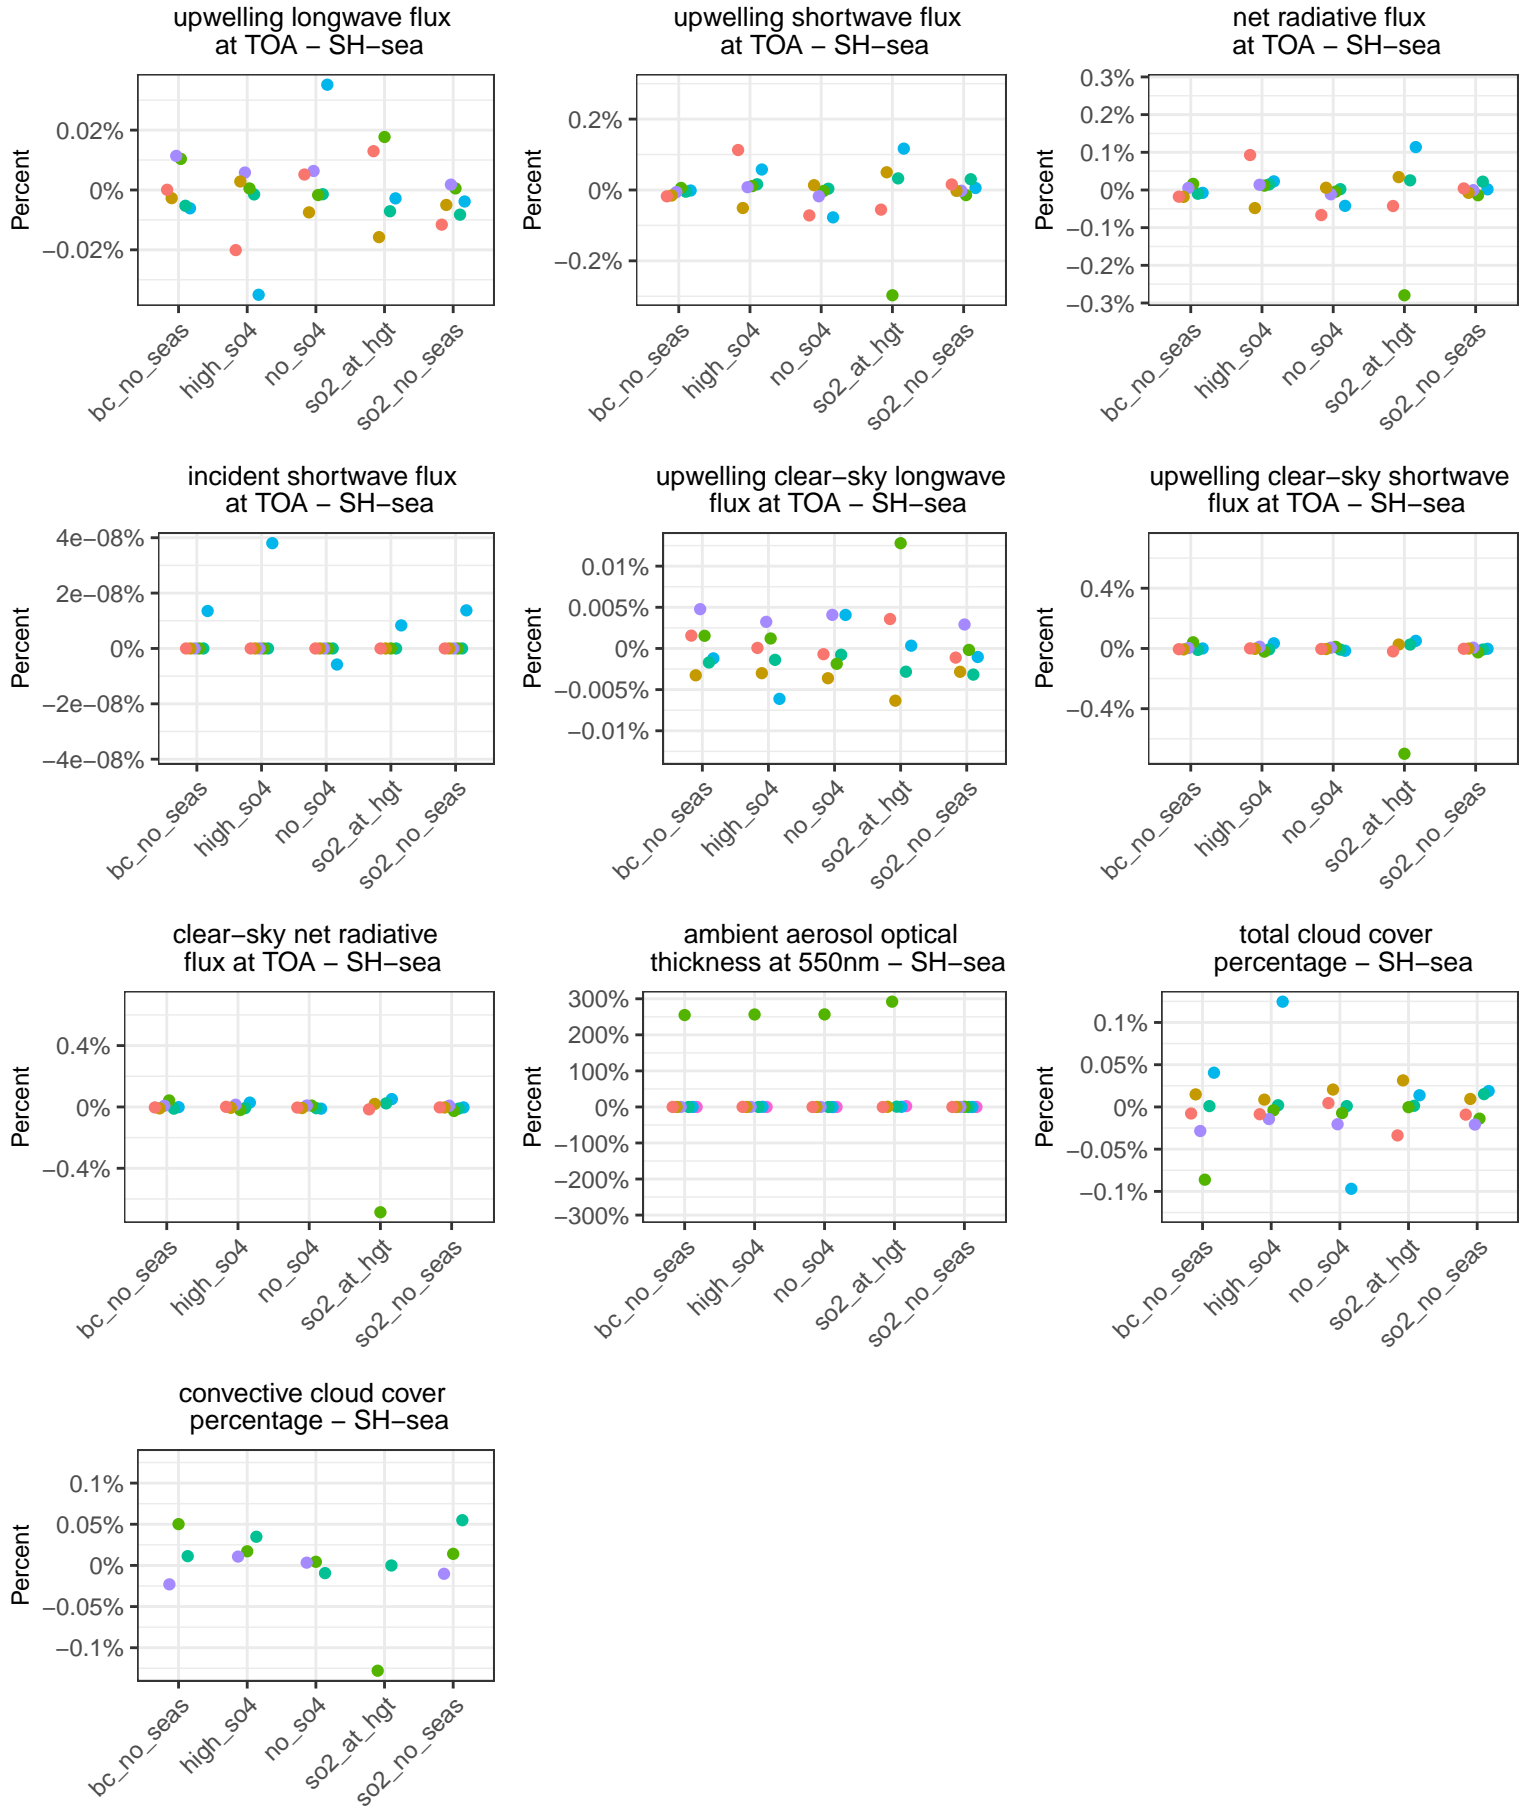 upwelling longwave flux
at TOA − SH−sea
Percent
0.02%
0%
−0.02%
bc_no_seas
high_so4
no_so4
so2_at_hgt
so2_no_seas
upwelling shortwave flux
at TOA − SH−sea
Percent
0.2%
0%
−0.2%
bc_no_seas
high_so4
no_so4
so2_at_hgt
so2_no_seas
net radiative flux
at TOA − SH−sea
Percent
0.3%
0.2%
0.1%
0%
−0.1%
−0.2%
−0.3%
bc_no_seas
high_so4
no_so4
so2_at_hgt
so2_no_seas
incident shortwave flux
at TOA − SH−sea
Percent
4e−08%
2e−08%
0%
−2e−08%
−4e−08%
bc_no_seas
high_so4
no_so4
so2_at_hgt
so2_no_seas
upwelling clear−sky longwave
flux at TOA − SH−sea
Percent
0.01%
0.005%
0%
−0.005%
−0.01%
bc_no_seas
high_so4
no_so4
so2_at_hgt
so2_no_seas
upwelling clear−sky shortwave
flux at TOA − SH−sea
Percent
0.4%
0%
−0.4%
bc_no_seas
high_so4
no_so4
so2_at_hgt
so2_no_seas
clear−sky net radiative
flux at TOA − SH−sea
Percent
0.4%
0%
−0.4%
bc_no_seas
high_so4
no_so4
so2_at_hgt
so2_no_seas
ambient aerosol optical
thickness at 550nm − SH−sea
Percent
300%
200%
100%
0%
−100%
−200%
−300%
bc_no_seas
high_so4
no_so4
so2_at_hgt
so2_no_seas
total cloud cover
percentage − SH−sea
Percent
0.1%
0.05%
0%
−0.05%
−0.1%
bc_no_seas
high_so4
no_so4
so2_at_hgt
so2_no_seas
convective cloud cover
percentage − SH−sea
Percent
0.1%
0.05%
0%
−0.05%
−0.1%
bc_no_seas
high_so4
no_so4
so2_at_hgt
so2_no_seas